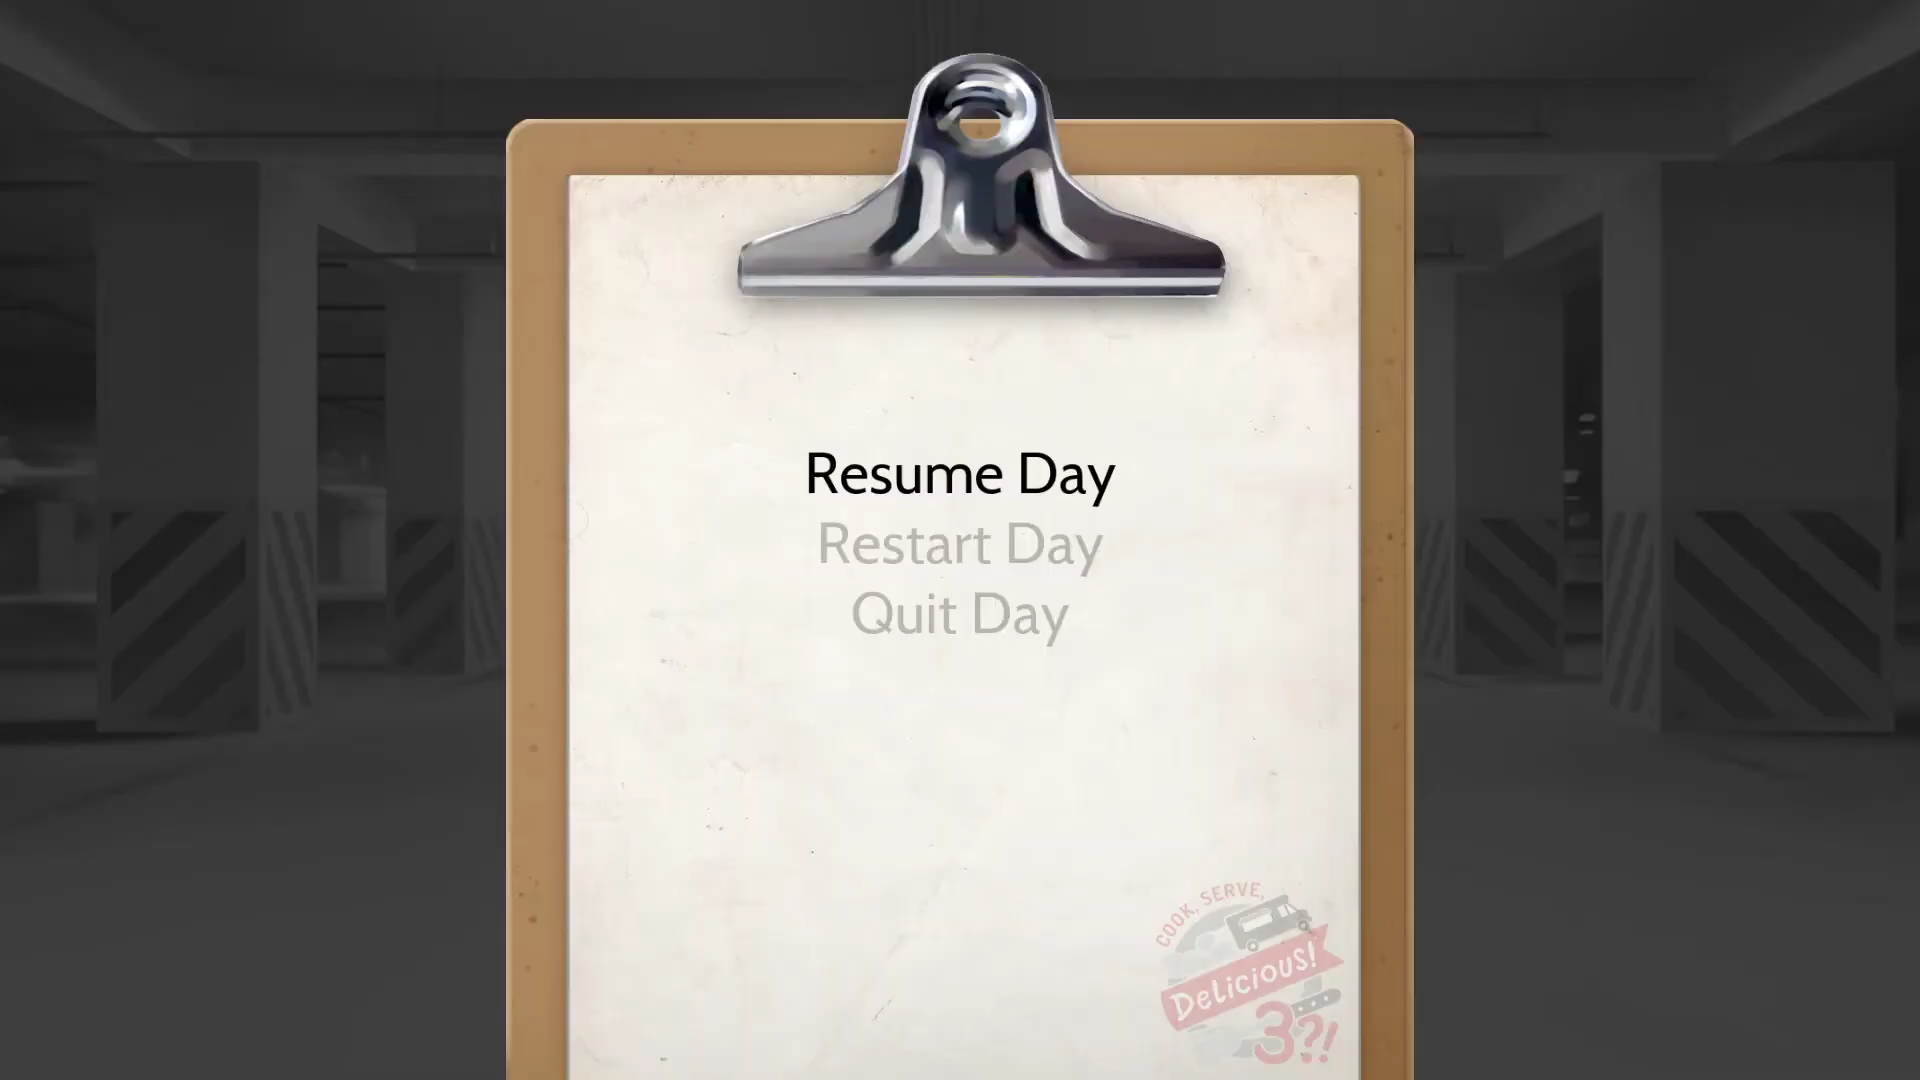 Resume Day
Restart Day
Quit Day
COOK, SERVE,
Delicious!
3?!